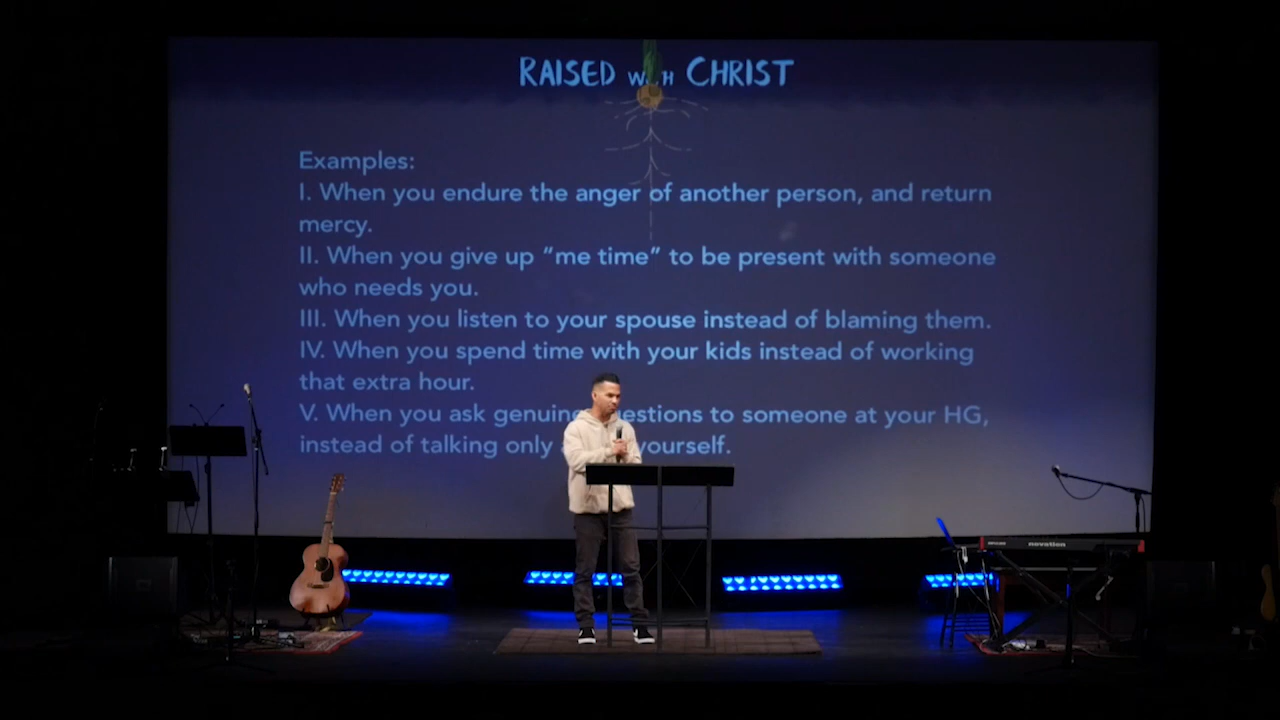 RAISED WITH CHRIST
Examples:
I. When you endure the anger of another person, and return
mercy.
II. When you give up “me time” to be present with someone
who needs you.
III. When you listen to your spouse instead of blaming them.
IV. When you spend time with your kids instead of working
that extra hour.
V. When you ask genuine questions to someone at your HG,
instead of talking only yourself.
novation